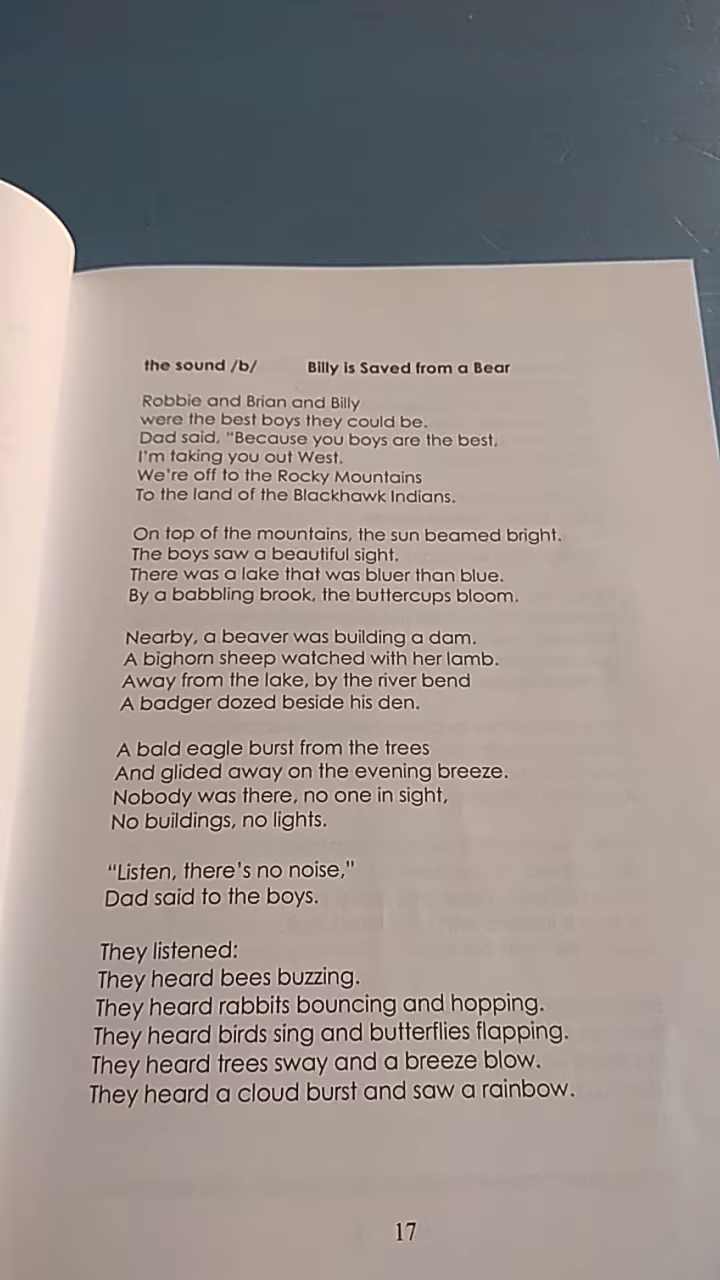 the sound /b/ Billy is Saved from a Bear
Robbie and Brian and Billy
were the best boys they could be.
Dad said, "Because you boys are the best,
I'm taking you out West.
We're off to the Rocky Mountains
To the land of the Blackhawk Indians.
On top of the mountains, the sun beamed bright.
The boys saw a beautiful sight.
There was a lake that was bluer than blue.
By a babbling brook, the buttercups bloom.
Nearby, a beaver was building a dam.
A bighorn sheep watched with her lamb.
Away from the lake, by the river bend
A badger dozed beside his den.
A bald eagle burst from the trees
And glided away on the evening breeze.
Nobody was there, no one in sight,
No buildings, no lights.
"Listen, there's no noise,"
Dad said to the boys.
They listened:
They heard bees buzzing.
They heard rabbits bouncing and hopping.
They heard birds sing and butterflies flapping.
They heard trees sway and a breeze blow.
They heard a cloud burst and saw a rainbow.
17